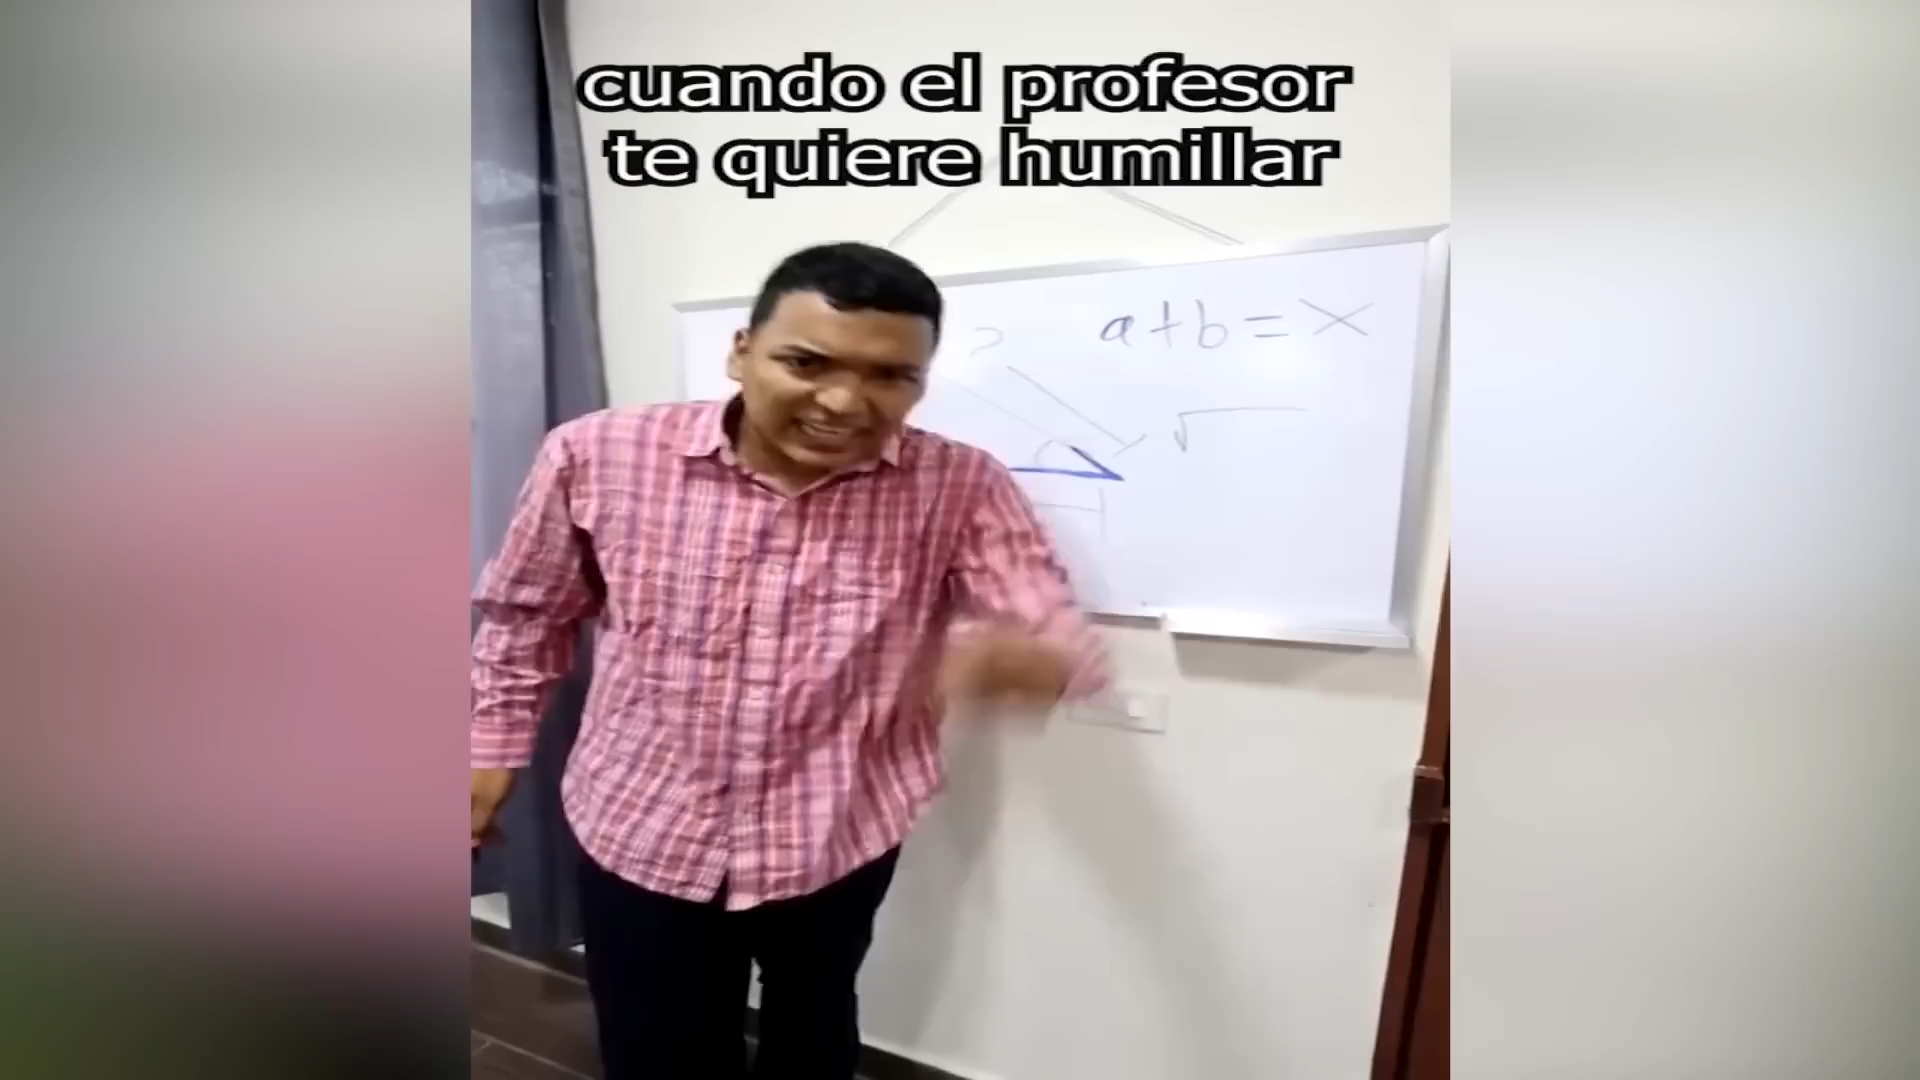 cuando el profesor
te quiere humillar
a+b=X
√